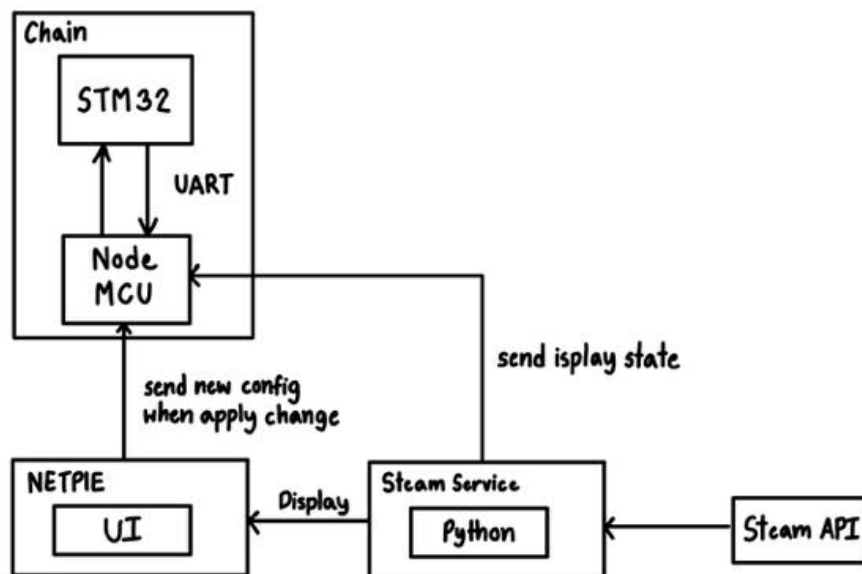 Chain
STM32
UART
Node
MCU
send isplay state
send new config
when apply change
NETPIE
UI
Display
Steam Service
Python
Steam API